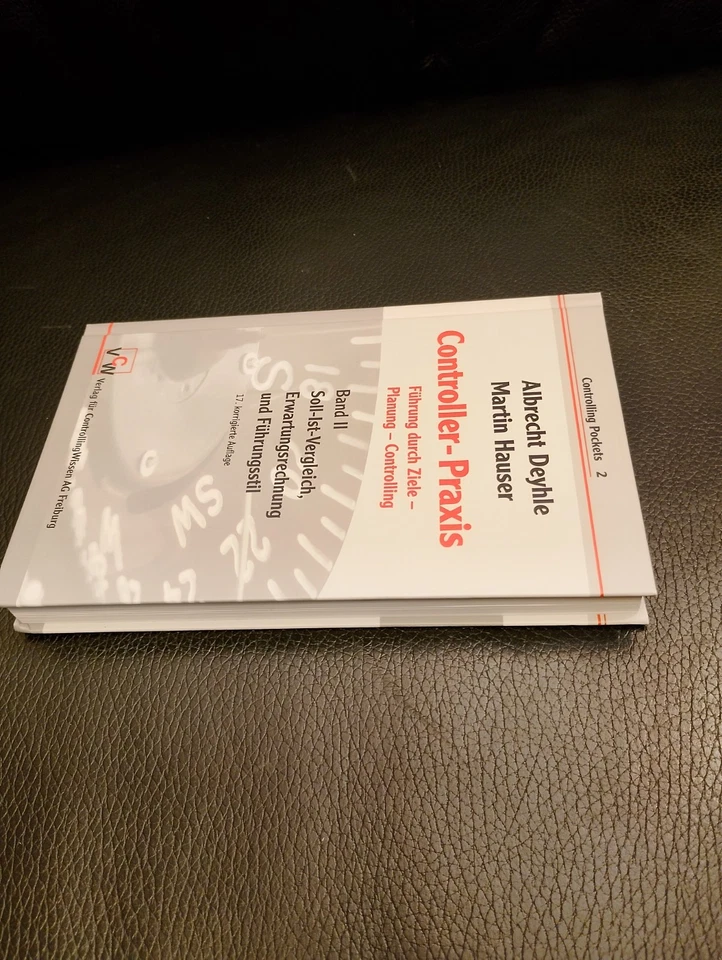 Controlling Pockets 2
Albrecht Deyhle
Martin Hauser
Controller-Praxis
Führung durch Ziele –
Planung – Controlling
Band II
Soll-Ist-Vergleich,
Erwartungsrechnung
und Führungsstil
17. korrigierte Auflage
VCW Verlag für ControllingWissen AG Freiburg
SW